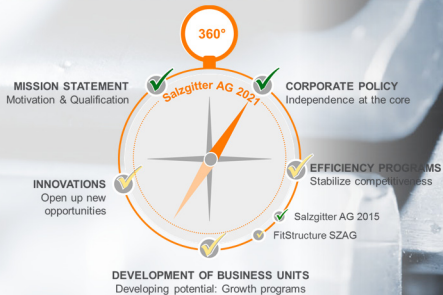 360°
Salzgitter AG 2021
MISSION STATEMENT
Motivation & Qualification
CORPORATE POLICY
Independence at the core
EFFICIENCY PROGRAMS
Stabilize competitiveness
INNOVATIONS
Open up new
opportunities
Salzgitter AG 2015
FitStructure SZAG
DEVELOPMENT OF BUSINESS UNITS
Developing potential: Growth programs